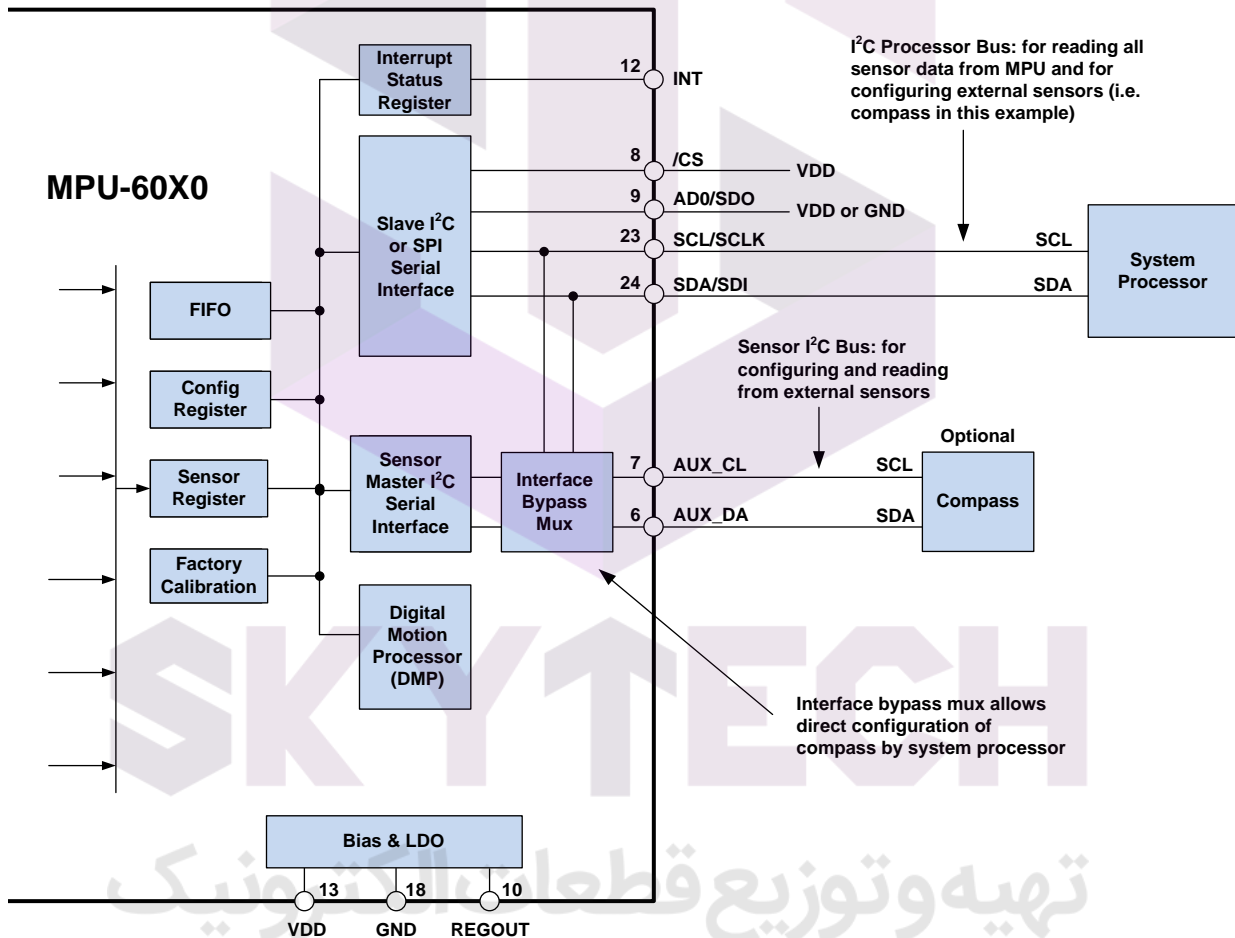 I²C Processor Bus: for reading all
sensor data from MPU and for
configuring external sensors (i.e.
compass in this example)
Interrupt
Status
Register
12
INT
MPU-60X0
8
/CS
VDD
9
AD0/SDO
VDD or GND
Slave I²C
or SPI
Serial
Interface
23
SCL/SCLK
SCL
24
SDA/SDI
SDA
System
Processor
FIFO
Config
Register
Sensor
Register
Factory
Calibration
Sensor I²C Bus: for
configuring and reading
from external sensors
Sensor
Master I²C
Serial
Interface
Interface
Bypass
Mux
7
AUX_CL
SCL
6
AUX_DA
SDA
Optional
Compass
Digital
Motion
Processor
(DMP)
Interface bypass mux allows
direct configuration of
compass by system processor
SKYTECH
Bias & LDO
13
18
10
VDD
GND
REGOUT
تهیه و توزیع قطعات الکترونیک